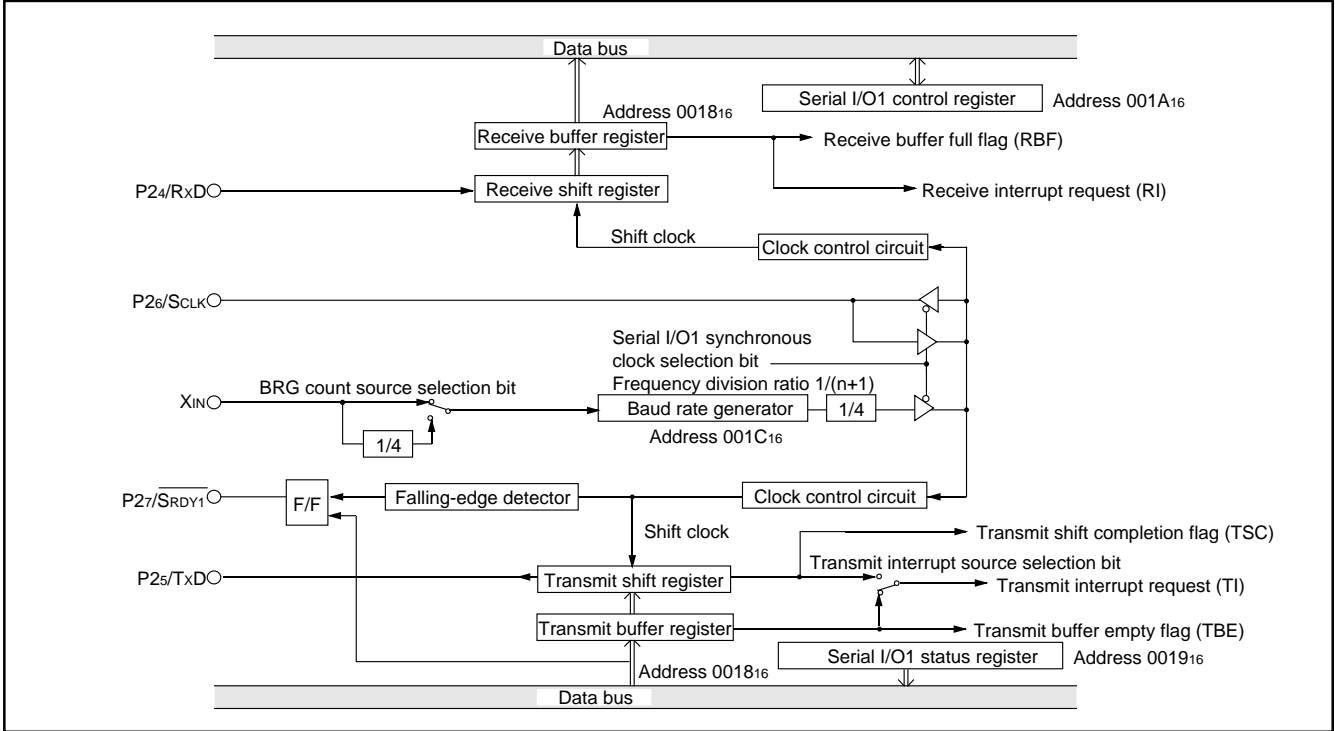 Data bus
Serial I/O1 control register
Address 001A16
Address 001816
Receive buffer register
Receive buffer full flag (RBF)
P24/RXD
Receive shift register
Receive interrupt request (RI)
Shift clock
Clock control circuit
P26/SCLK
Serial I/O1 synchronous
clock selection bit
BRG count source selection bit
Frequency division ratio 1/(n+1)
XIN
Baud rate generator
1/4
1/4
Address 001C16
P27/SRDY1
F/F
Falling-edge detector
Clock control circuit
Shift clock
Transmit shift completion flag (TSC)
Transmit interrupt source selection bit
P25/TXD
Transmit shift register
Transmit interrupt request (TI)
Transmit buffer register
Transmit buffer empty flag (TBE)
Address 001816
Serial I/O1 status register
Address 001916
Data bus